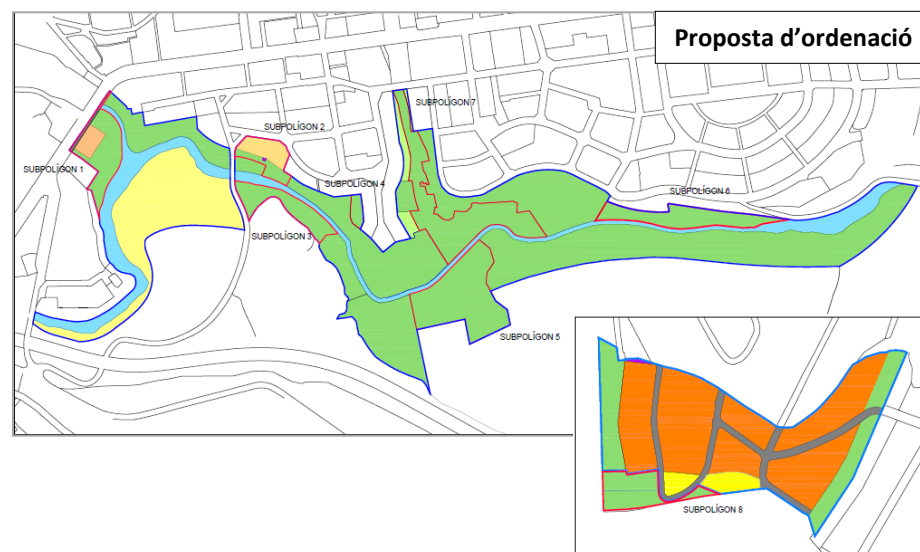 Proposta d'ordenació
SUBPOLÍGON 7
SUBPOLÍGON 2
SUBPOLÍGON 1
SUBPOLÍGON 4
SUBPOLÍGON 6
SUBPOLÍGON 3
SUBPOLÍGON 5
SUBPOLÍGON 8